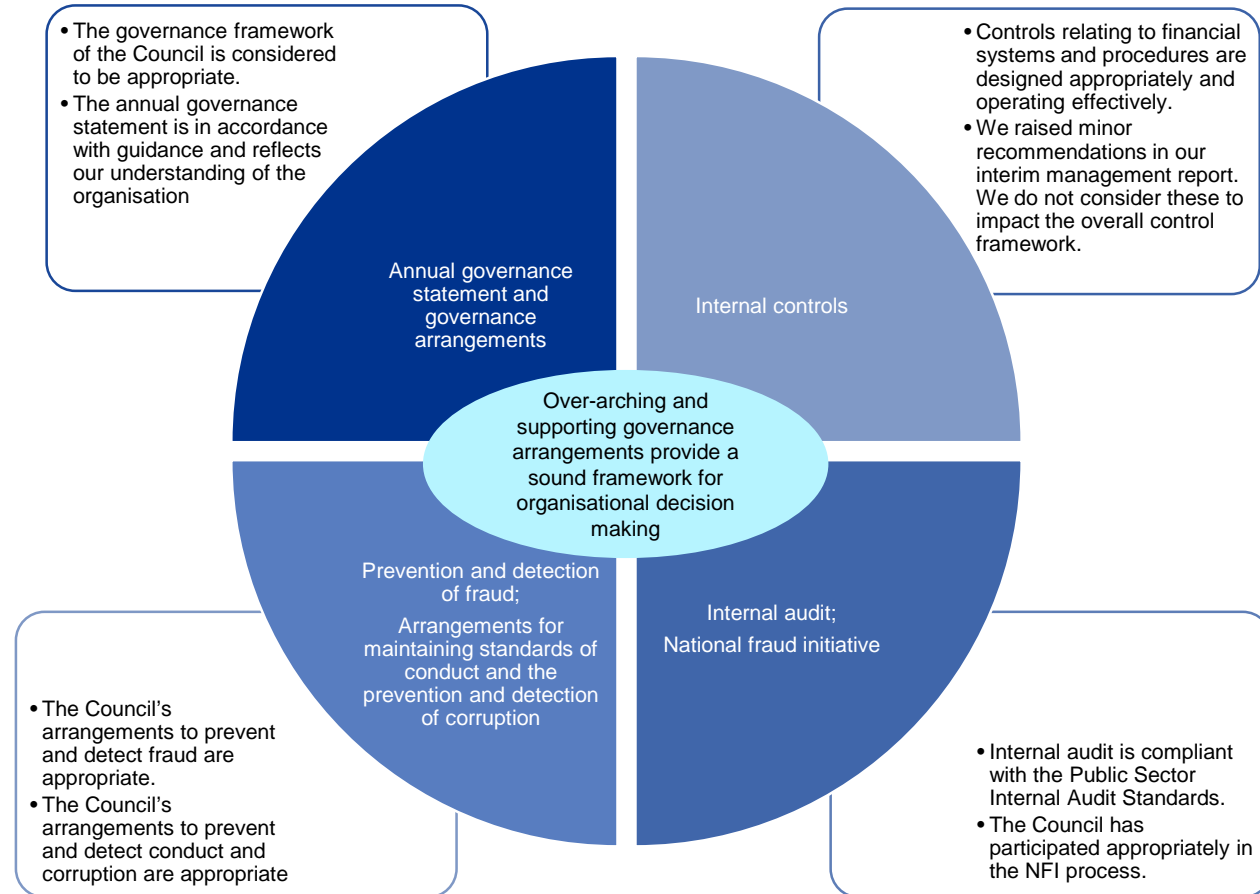 • The governance framework
of the Council is considered
to be appropriate.
• The annual governance
statement is in accordance
with guidance and reflects
our understanding of the
organisation
• Controls relating to financial
systems and procedures are
designed appropriately and
operating effectively.
• We raised minor
recommendations in our
interim management report.
We do not consider these to
impact the overall control
framework.
Annual governance
statement and
governance
arrangements
Internal controls
Over-arching and
supporting governance
arrangements provide a
sound framework for
organisational decision
making
Prevention and detection
of fraud;
Arrangements for
maintaining standards of
conduct and the
prevention and detection
of corruption
Internal audit;
National fraud initiative
• The Council’s
arrangements to prevent
and detect fraud are
appropriate.
• The Council’s
arrangements to prevent
and detect conduct and
corruption are appropriate
• Internal audit is compliant
with the Public Sector
Internal Audit Standards.
• The Council has
participated appropriately in
the NFI process.